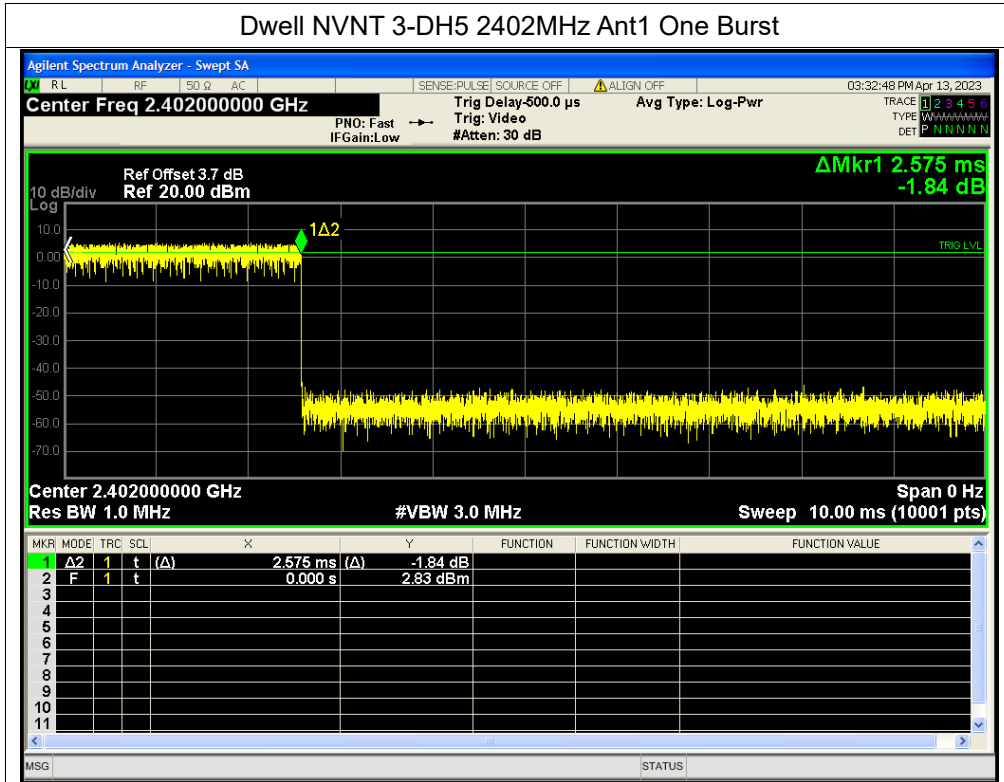 Dwell NVNT 3-DH5 2402MHz Ant1 One Burst
Agilent Spectrum Analyzer - Swept SA
LXI RL RF 50 Ω AC SENSE:PULSE SOURCE OFF ALIGN OFF 03:32:48 PM Apr 13, 2023
Center Freq 2.402000000 GHz Trig Delay-500.0 µs Avg Type: Log-Pwr TRACE 1 2 3 4 5 6
PNO: Fast Trig: Video TYPE WWWWWW
IFGain:Low #Atten: 30 dB DET P N N N N N
ΔMkr1 2.575 ms
-1.84 dB
Ref Offset 3.7 dB
10 dB/div Ref 20.00 dBm
Log
10.0
1Δ2
TRIG LVL
0.00
-10.0
-20.0
-30.0
-40.0
-50.0
-60.0
-70.0
Center 2.402000000 GHz Span 0 Hz
Res BW 1.0 MHz #VBW 3.0 MHz Sweep 10.00 ms (10001 pts)
MKR MODE TRC SCL X Y FUNCTION FUNCTION WIDTH FUNCTION VALUE
1 Δ2 1 t (Δ) 2.575 ms (Δ) -1.84 dB
2 F 1 t 0.000 s 2.83 dBm
3
4
5
6
7
8
9
10
11
MSG STATUS